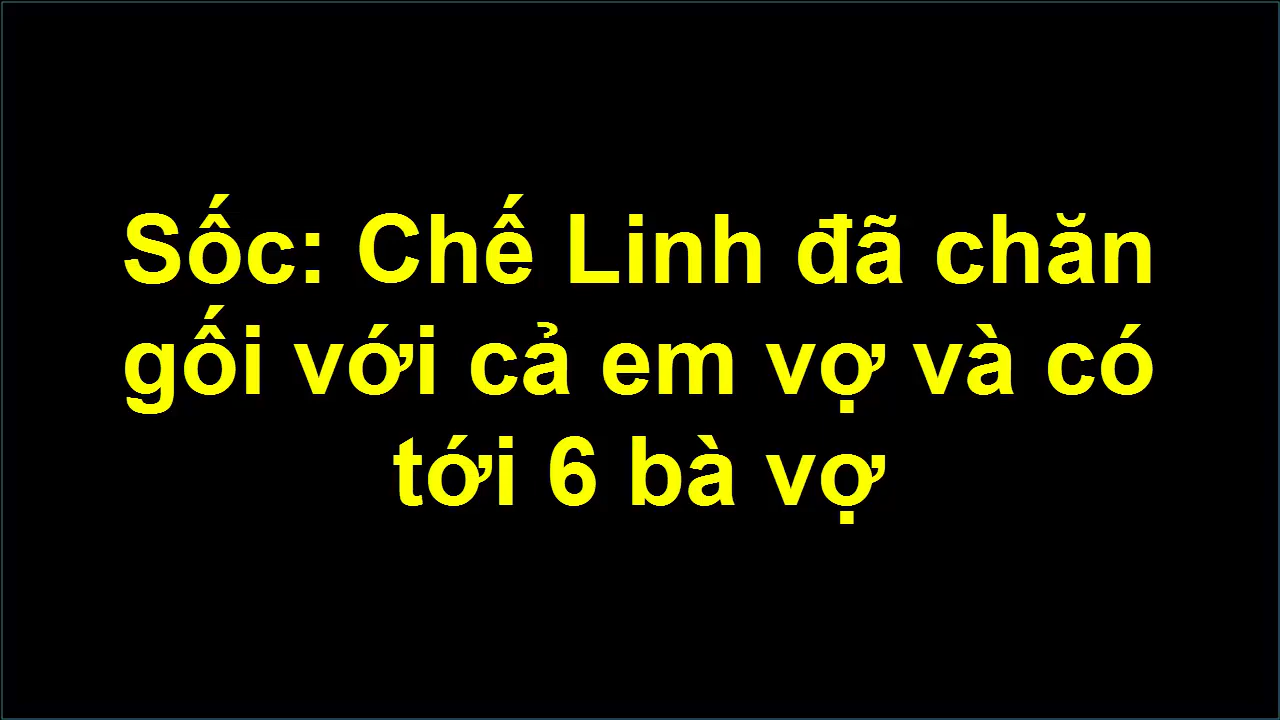 Sốc: Chế Linh đã chăn
gối với cả em vợ và có
tới 6 bà vợ